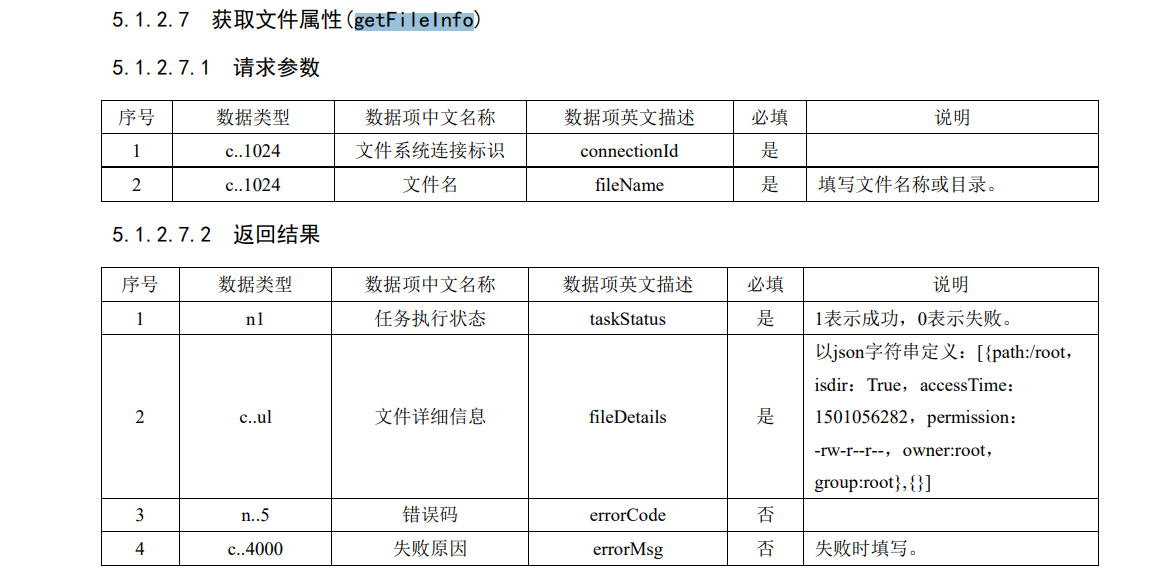 5.1.2.7 获取文件属性(getFileInfo)
5.1.2.7.1 请求参数
序号 数据类型 数据项中文名称 数据项英文描述 必填 说明
1 c..1024 文件系统连接标识 connectionId 是
2 c..1024 文件名 fileName 是 填写文件名称或目录。
5.1.2.7.2 返回结果
序号 数据类型 数据项中文名称 数据项英文描述 必填 说明
1 n1 任务执行状态 taskStatus 是 1表示成功，0表示失败。
2 c..ul 文件详细信息 fileDetails 是 以json字符串定义：[{path:/root，
isdir：True，accessTime：
1501056282，permission：
-rw-r--r--，owner:root，
group:root},{}]
3 n..5 错误码 errorCode 否
4 c..4000 失败原因 errorMsg 否 失败时填写。